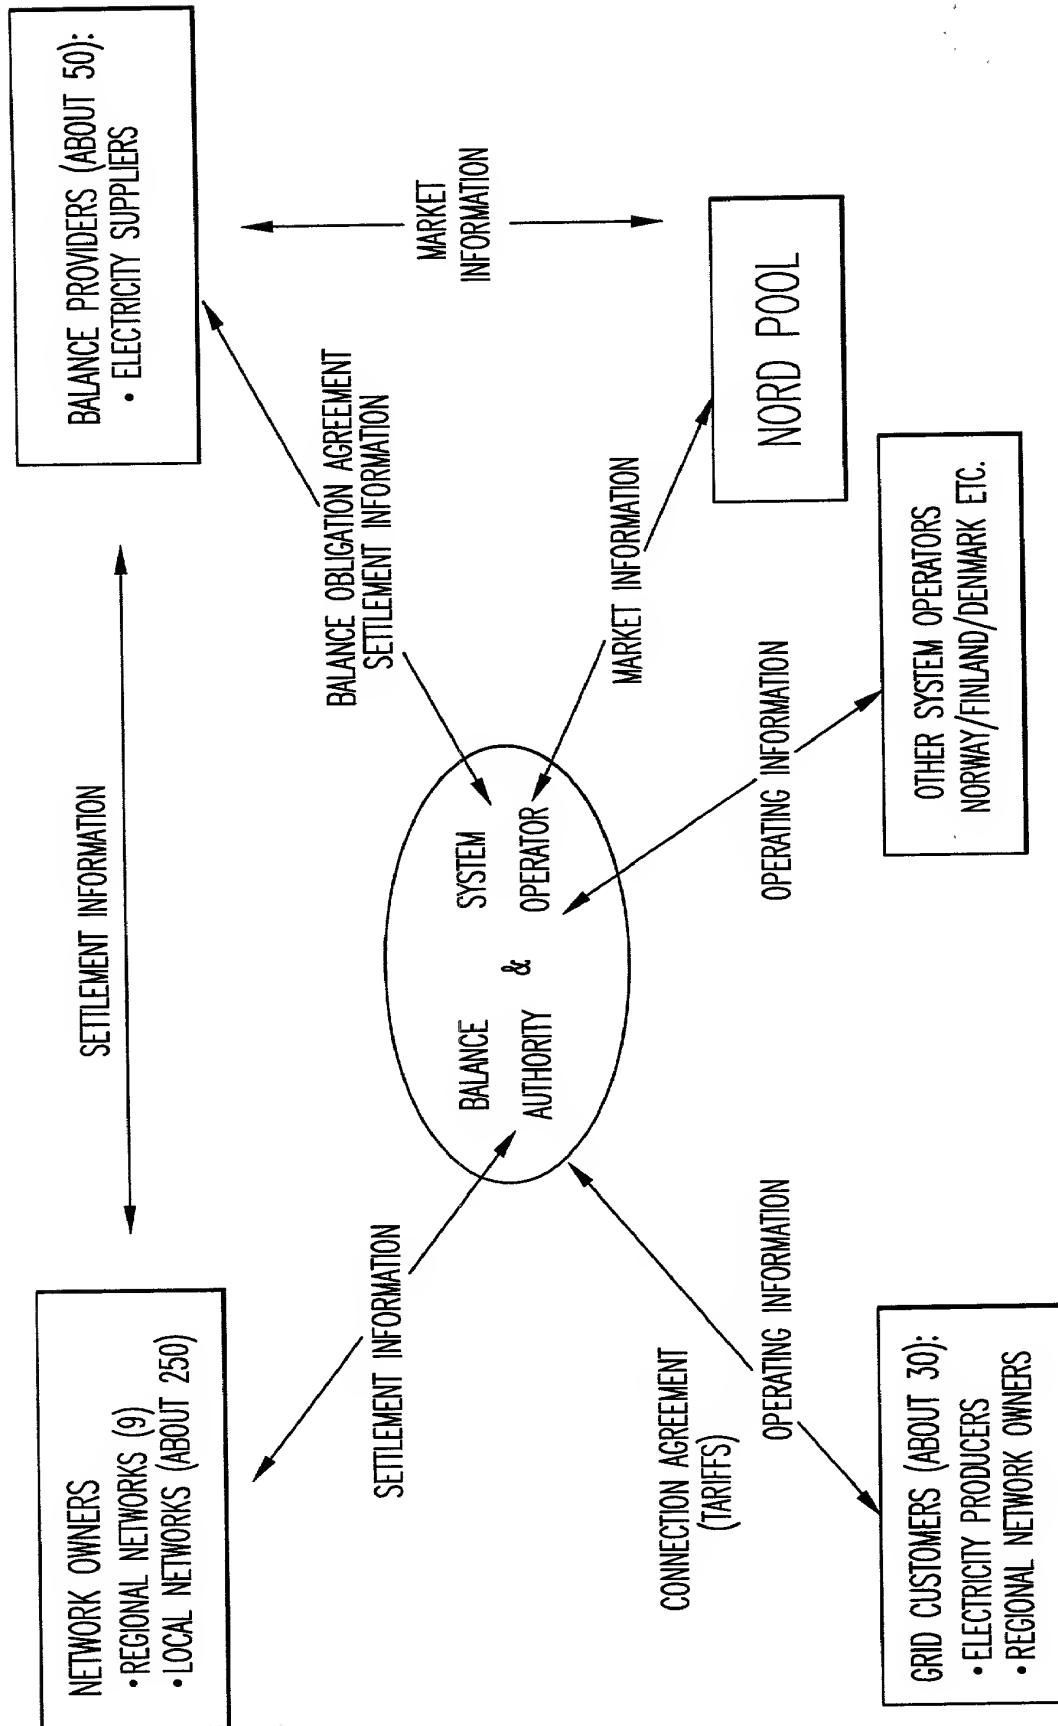 NETWORK OWNERS
• REGIONAL NETWORKS (9)
• LOCAL NETWORKS (ABOUT 250)
SETTLEMENT INFORMATION
BALANCE PROVIDERS (ABOUT 50):
• ELECTRICITY SUPPLIERS
SETTLEMENT INFORMATION
BALANCE OBLIGATION AGREEMENT
SETTLEMENT INFORMATION
MARKET
INFORMATION
BALANCE
AUTHORITY
&
SYSTEM
OPERATOR
MARKET INFORMATION
NORD POOL
CONNECTION AGREEMENT
(TARIFFS)
OPERATING INFORMATION
OPERATING INFORMATION
GRID CUSTOMERS (ABOUT 30):
• ELECTRICITY PRODUCERS
• REGIONAL NETWORK OWNERS
OTHER SYSTEM OPERATORS
NORWAY/FINLAND/DENMARK ETC.